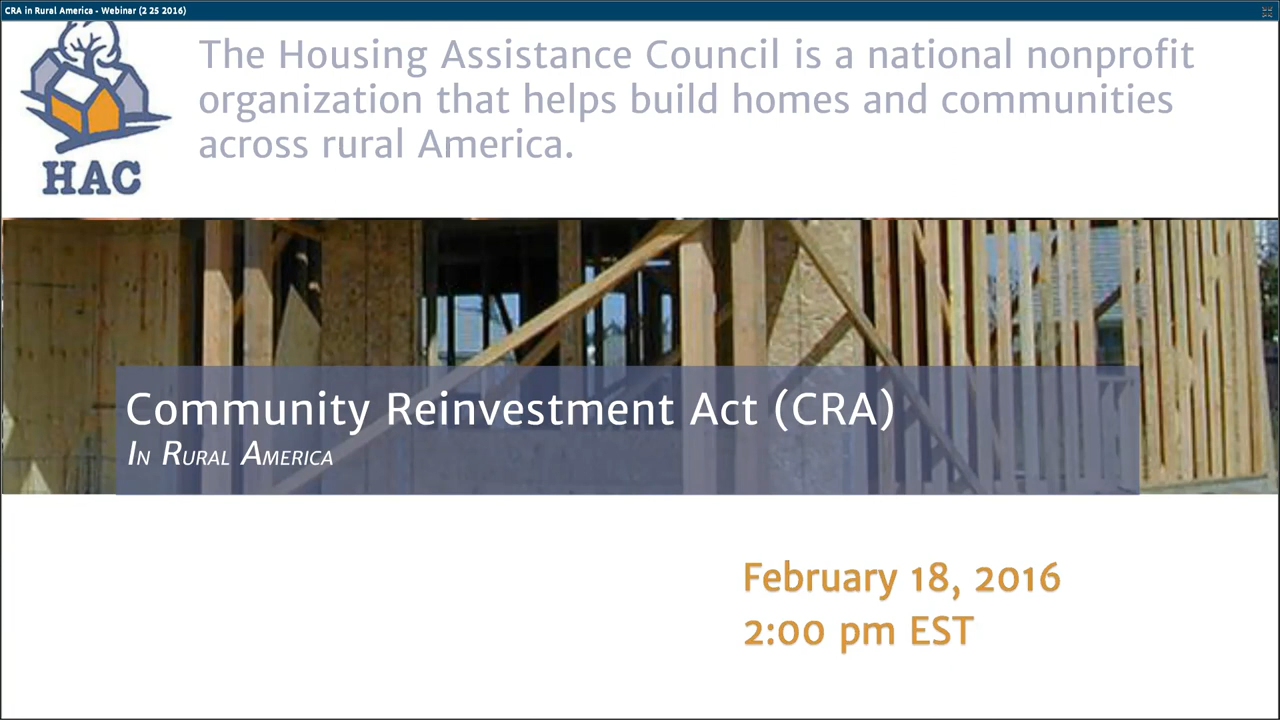 CRA in Rural America - Webinar (2 25 2016)
The Housing Assistance Council is a national nonprofit
organization that helps build homes and communities
across rural America.
HAC
Community Reinvestment Act (CRA)
IN RURAL AMERICA
February 18, 2016
2:00 pm EST